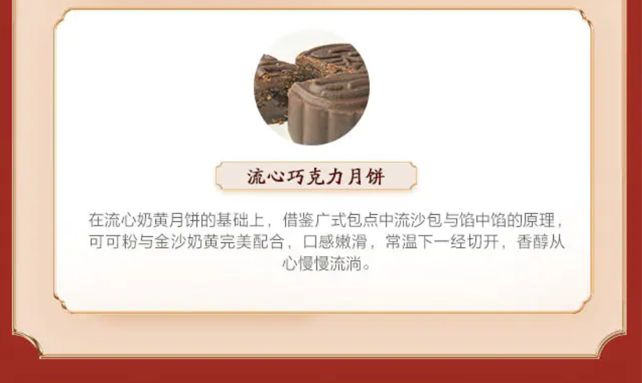 流心巧克力月饼
在流心奶黄月饼的基础上，借鉴广式包点中流沙包与馅中馅的原理，
可可粉与金沙奶黄完美配合，口感嫩滑，常温下一经切开，香醇从
心慢慢流淌。